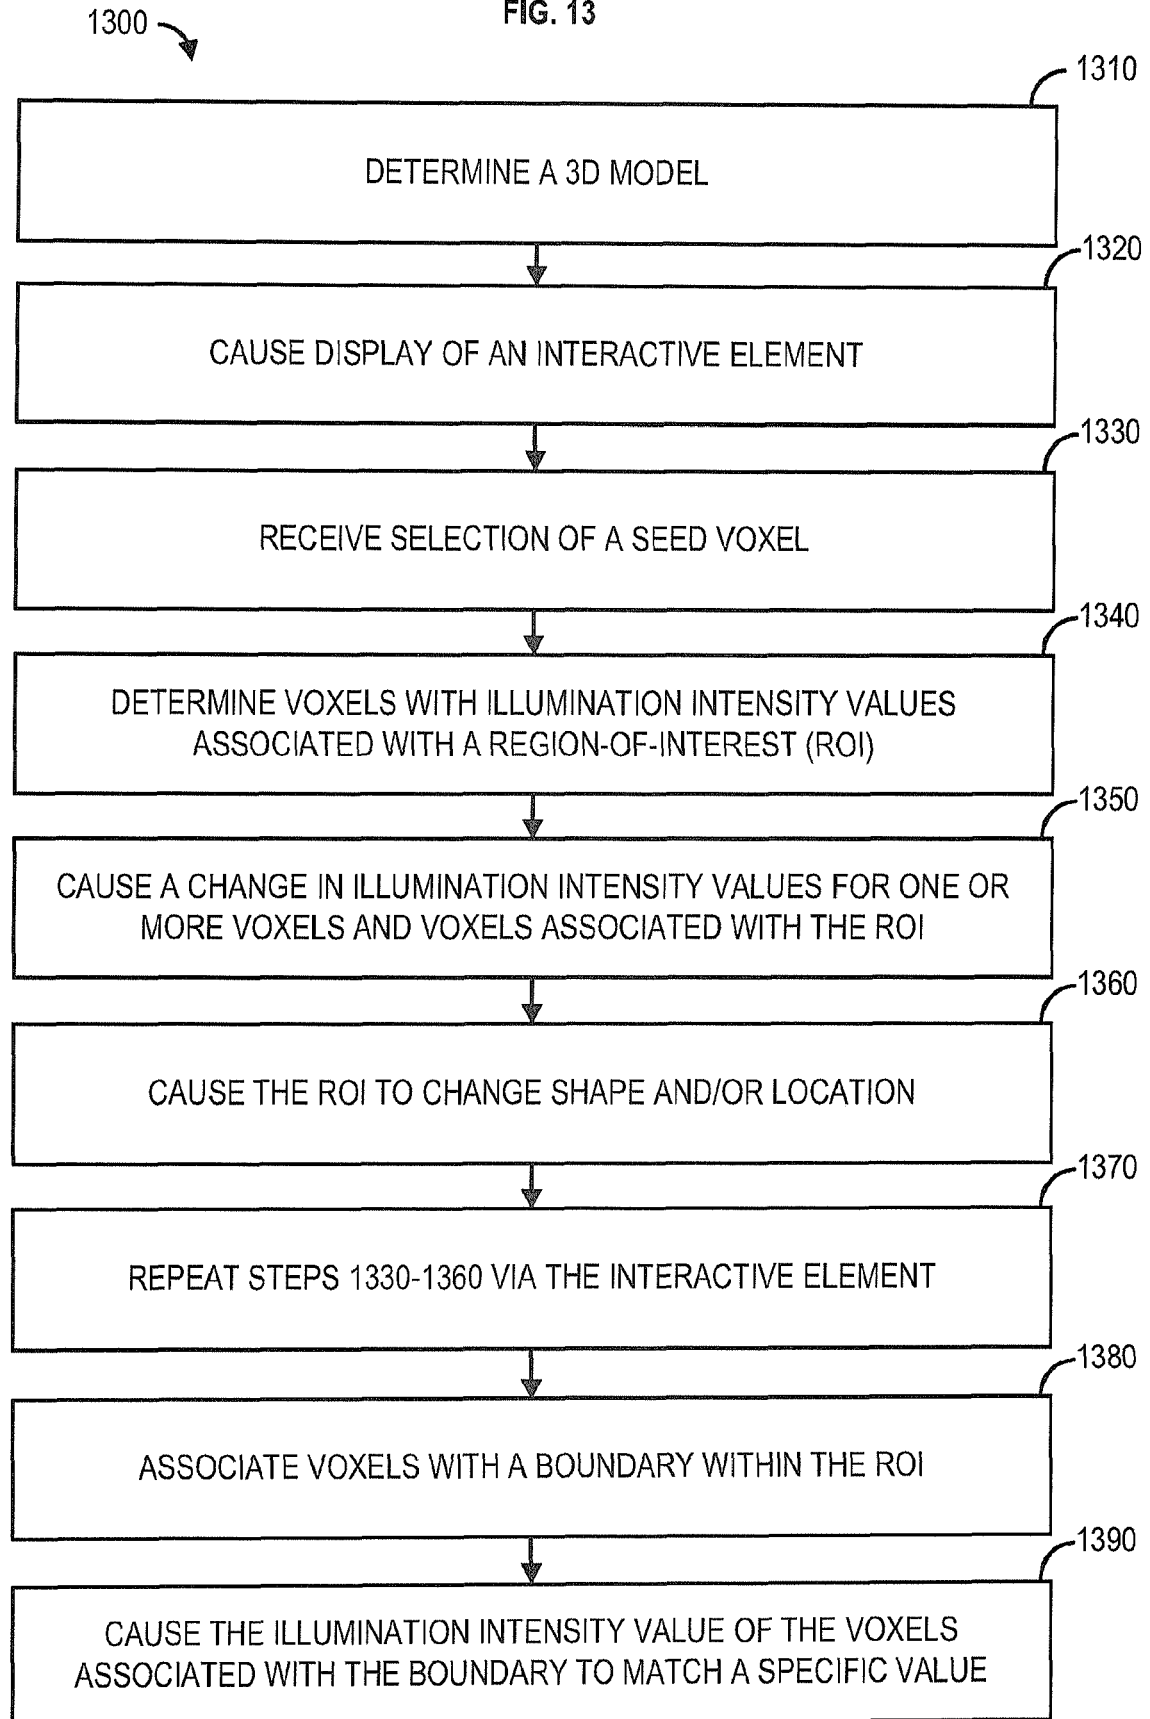 FIG. 13
1300
1310
DETERMINE A 3D MODEL
1320
CAUSE DISPLAY OF AN INTERACTIVE ELEMENT
1330
RECEIVE SELECTION OF A SEED VOXEL
1340
DETERMINE VOXELS WITH ILLUMINATION INTENSITY VALUES
ASSOCIATED WITH A REGION-OF-INTEREST (ROI)
1350
CAUSE A CHANGE IN ILLUMINATION INTENSITY VALUES FOR ONE OR
MORE VOXELS AND VOXELS ASSOCIATED WITH THE ROI
1360
CAUSE THE ROI TO CHANGE SHAPE AND/OR LOCATION
1370
REPEAT STEPS 1330-1360 VIA THE INTERACTIVE ELEMENT
1380
ASSOCIATE VOXELS WITH A BOUNDARY WITHIN THE ROI
1390
CAUSE THE ILLUMINATION INTENSITY VALUE OF THE VOXELS
ASSOCIATED WITH THE BOUNDARY TO MATCH A SPECIFIC VALUE